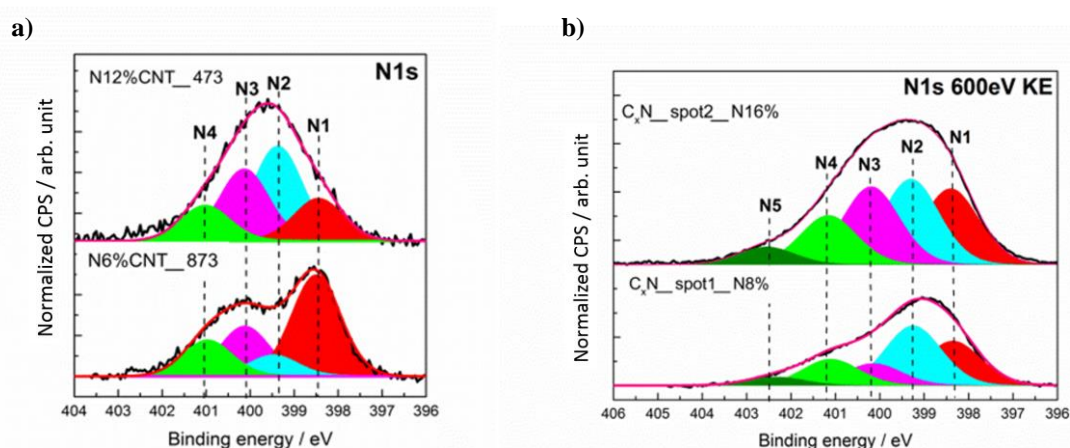 a)
N12%CNT__473
N1s
N4
N3
N2
N1
N6%CNT__873
Normalized CPS / arb. unit
404 403 402 401 400 399 398 397 396
Binding energy / eV
b)
N1s 600eV KE
CₓN__spot2__N16%
N5
N4
N3
N2
N1
CₓN__spot1__N8%
Normalized CPS / arb. unit
406 405 404 403 402 401 400 399 398 397 396
Binding energy / eV